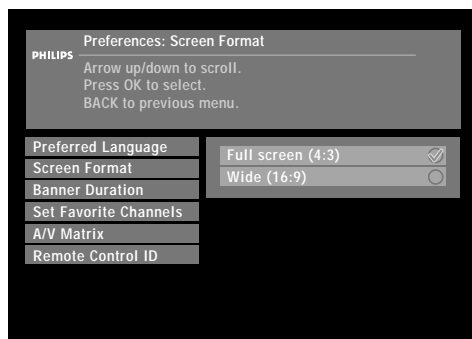 Preferences: Screen Format
PHILIPS
Arrow up/down to scroll.
Press OK to select.
BACK to previous menu.
Preferred Language
Screen Format
Banner Duration
Set Favorite Channels
A/V Matrix
Remote Control ID
Full screen (4:3)
Wide (16:9)